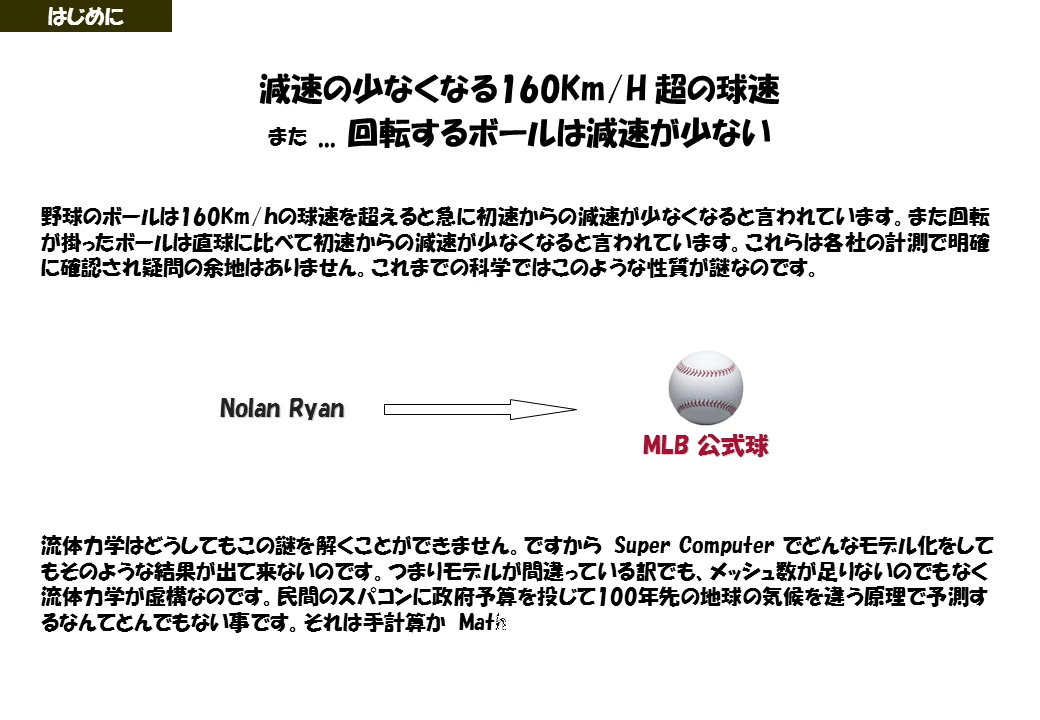 はじめに
減速の少なくなる160Km/H 超の球速
また ... 回転するボールは減速が少ない
野球のボールは160Km/hの球速を超えると急に初速からの減速が少なくなると言われています。また回転
が掛ったボールは直球に比べて初速からの減速が少なくなると言われています。これらは各社の計測で明確
に確認され疑問の余地はありません。これまでの科学ではこのような性質が謎なのです。
Nolan Ryan
MLB 公式球
流体力学はどうしてもこの謎を解くことができません。ですから Super Computer でどんなモデル化をして
もそのような結果が出て来ないのです。つまりモデルが間違っている訳でも、メッシュ数が足りないのでもなく
流体力学が虚構なのです。民間のスパコンに政府予算を投じて100年先の地球の気候を違う原理で予測す
るなんてとんでもない事です。それは手計算か Math